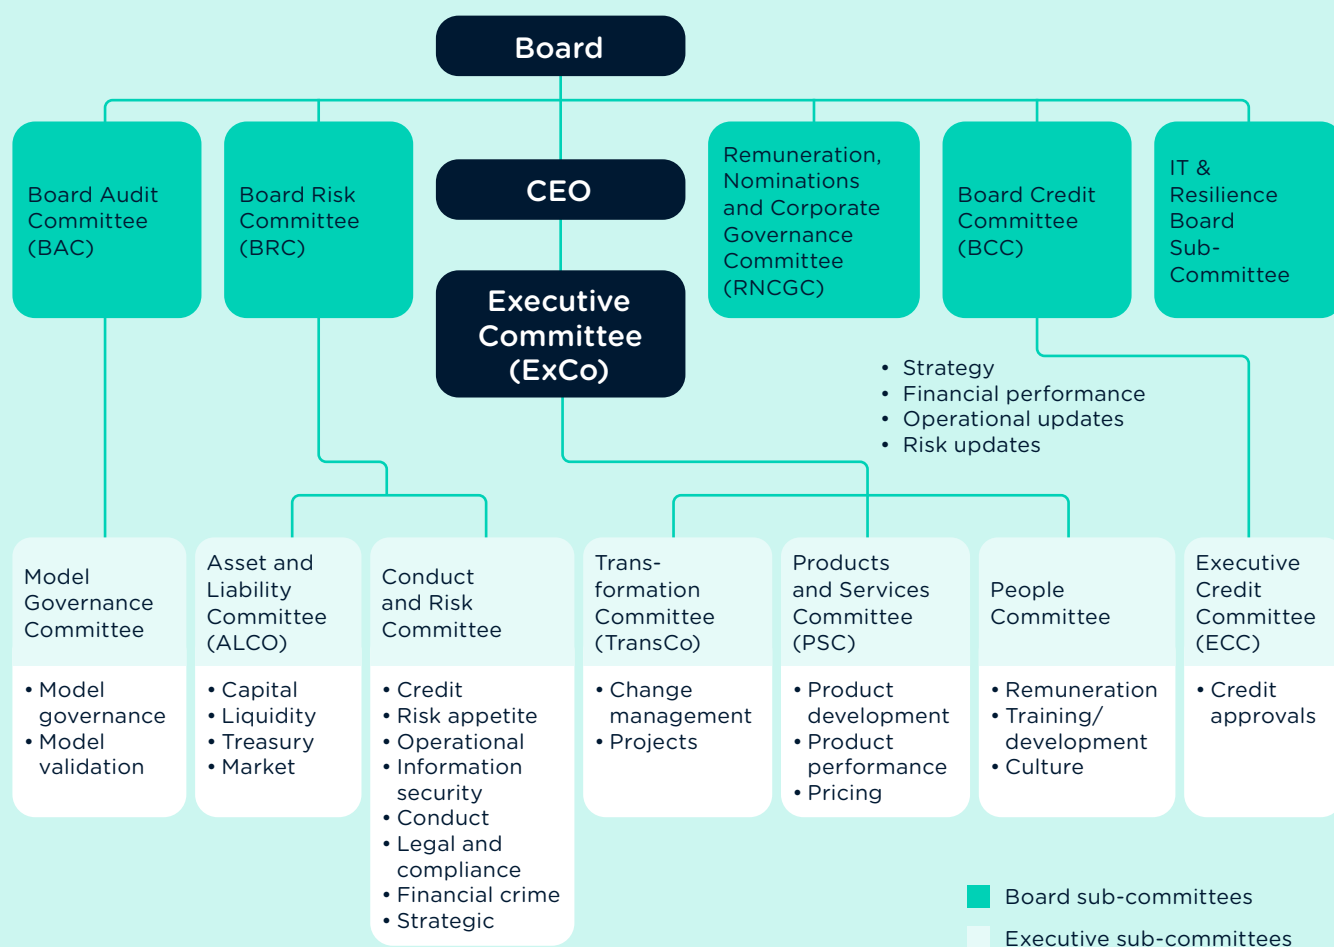 Board
Board Audit
Committee
(BAC)
Board Risk
Committee
(BRC)
CEO
Executive
Committee
(ExCo)
Remuneration,
Nominations
and Corporate
Governance
Committee
(RNCGC)
Board Credit
Committee
(BCC)
IT &
Resilience
Board
Sub-
Committee
• Strategy
• Financial performance
• Operational updates
• Risk updates
Model
Governance
Committee
• Model
governance
• Model
validation
Asset and
Liability
Committee
(ALCO)
• Capital
• Liquidity
• Treasury
• Market
Conduct
and Risk
Committee
• Credit
• Risk appetite
• Operational
• Information
security
• Conduct
• Legal and
compliance
• Financial crime
• Strategic
Trans-
formation
Committee
(TransCo)
• Change
management
• Projects
Products
and Services
Committee
(PSC)
• Product
development
• Product
performance
• Pricing
People
Committee
• Remuneration
• Training/
development
• Culture
Executive
Credit
Committee
(ECC)
• Credit
approvals
Board sub-committees
Executive sub-committees